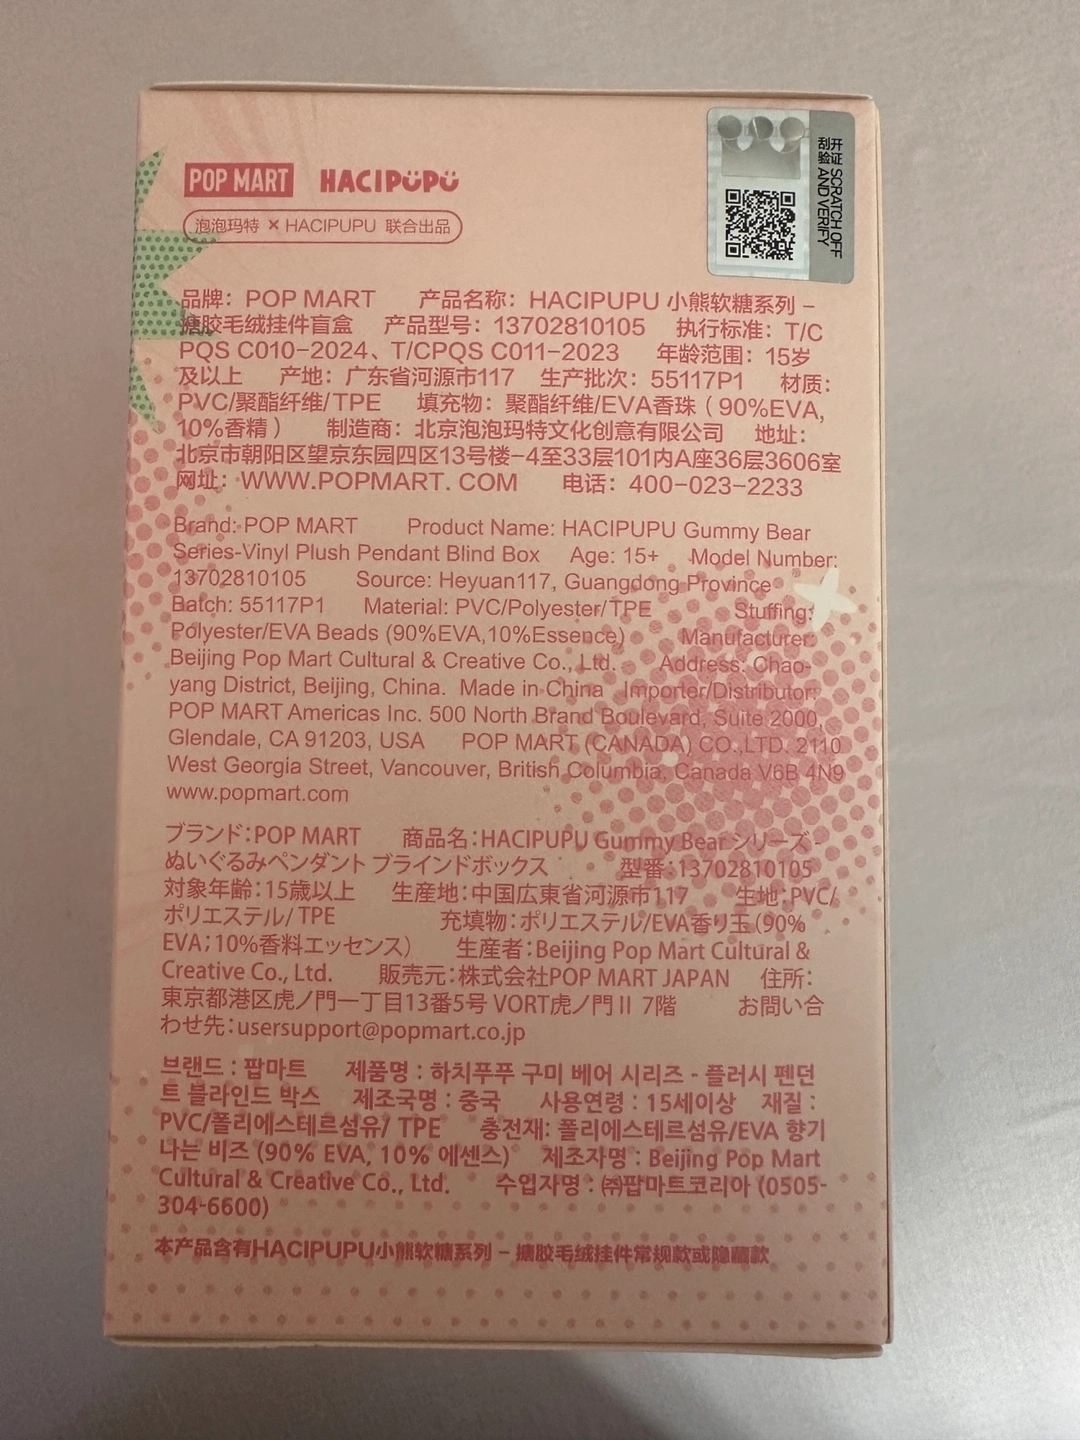 POP MART HACIPUPU
泡泡玛特 × HACIPUPU 联合出品
开证 SCRATCH OFF
刮验 AND VERIFY
品牌：POP MART 产品名称：HACIPUPU 小熊软糖系列 –
搪胶毛绒挂件盲盒 产品型号：13702810105 执行标准：T/C
PQS C010-2024、T/CPQS C011-2023 年龄范围：15岁
及以上 产地：广东省河源市117 生产批次：55117P1 材质：
PVC/聚酯纤维/TPE 填充物：聚酯纤维/EVA香珠（90%EVA,
10%香精） 制造商：北京泡泡玛特文化创意有限公司 地址：
北京市朝阳区望京东园四区13号楼-4至33层101内A座36层3606室
网址：WWW.POPMART. COM 电话：400-023-2233
Brand: POP MART Product Name: HACIPUPU Gummy Bear
Series-Vinyl Plush Pendant Blind Box Age: 15+ Model Number:
13702810105 Source: Heyuan117, Guangdong Province
Batch: 55117P1 Material: PVC/Polyester/TPE Stuffing:
Polyester/EVA Beads (90%EVA,10%Essence) Manufacturer:
Beijing Pop Mart Cultural & Creative Co., Ltd. Address: Chao-
yang District, Beijing, China. Made in China Importer/Distributor:
POP MART Americas Inc. 500 North Brand Boulevard, Suite 2000,
Glendale, CA 91203, USA POP MART (CANADA) CO.,LTD. 2110
West Georgia Street, Vancouver, British Columbia, Canada V6B 4N9
www.popmart.com
ブランド：POP MART 商品名：HACIPUPU Gummy Bear シリーズ -
ぬいぐるみペンダント ブラインドボックス 型番：13702810105
対象年齢：15歳以上 生産地：中国広東省河源市117 生地：PVC/
ポリエステル/ TPE 充填物：ポリエステル/EVA香り玉（90%
EVA；10%香料エッセンス） 生産者：Beijing Pop Mart Cultural &
Creative Co., Ltd. 販売元：株式会社POP MART JAPAN 住所：
東京都港区虎ノ門一丁目13番5号 VORT虎ノ門Ⅱ 7階 お問い合
わせ先：usersupport@popmart.co.jp
브랜드 : 팝마트 제품명 : 하치푸푸 구미 베어 시리즈 - 플러시 펜던
트 블라인드 박스 제조국명 : 중국 사용연령 : 15세이상 재질 :
PVC/폴리에스테르섬유/ TPE 충전재: 폴리에스테르섬유/EVA 향기
나는 비즈 (90% EVA, 10% 에센스) 제조자명 : Beijing Pop Mart
Cultural & Creative Co., Ltd. 수입자명 : ㈜팝마트코리아 (0505-
304-6600)
本产品含有HACIPUPU小熊软糖系列 – 搪胶毛绒挂件常规款或隐藏款